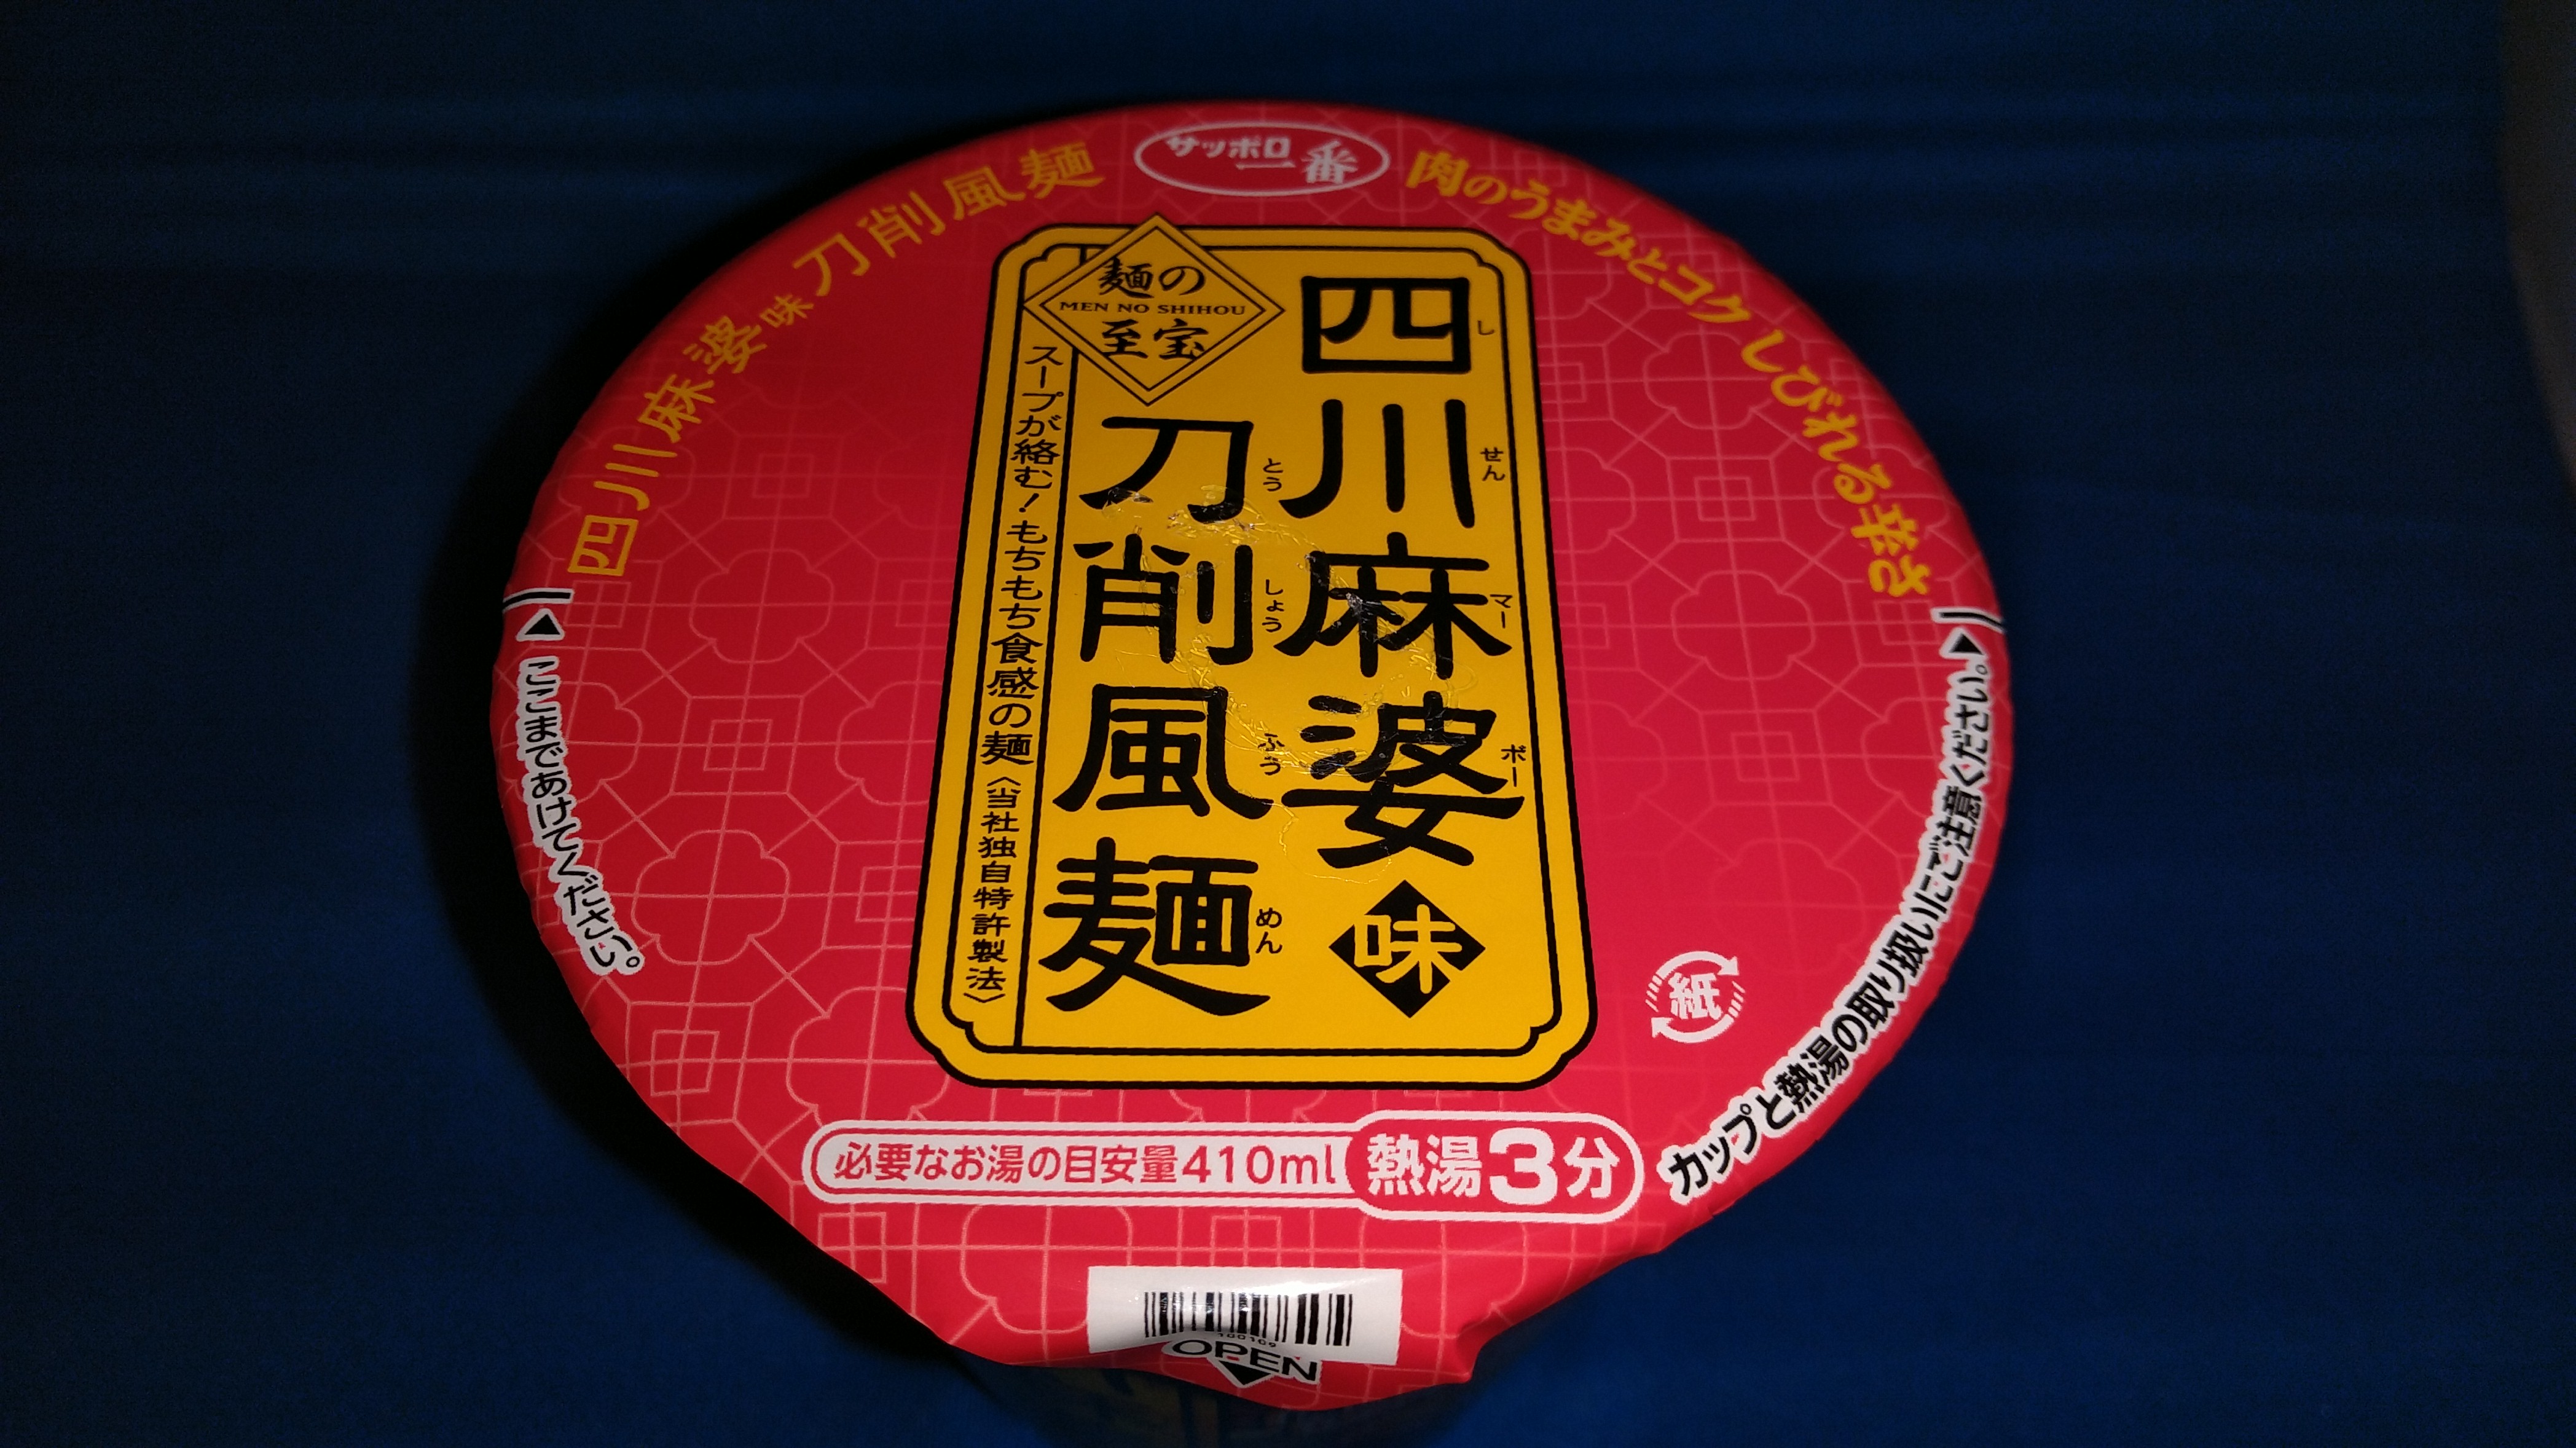 四川麻婆味刀削風麺
サッポロ一番
肉のうまみとコク しびれる辛さ
麺の
MEN NO SHIHOU
至宝
四川麻婆味
し せん マー ボー
刀削風麺
とう しょう ふう めん
スープが絡む!もちもち食感の麺〈当社独自特許製法〉
▲ここまであけてください。
カップと熱湯の取り扱いにご注意ください。▶
紙
必要なお湯の目安量410ml 熱湯3分
OPEN